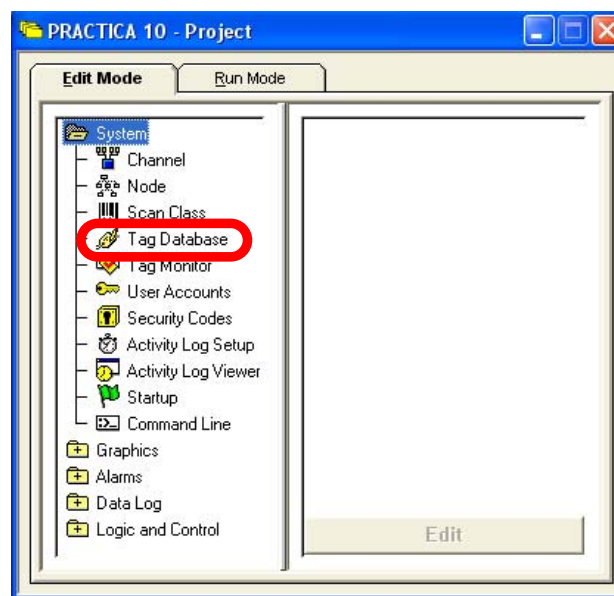 PRACTICA 10 - Project
Edit Mode
Run Mode
System
Channel
Node
Scan Class
Tag Database
Tag Monitor
User Accounts
Security Codes
Activity Log Setup
Activity Log Viewer
Startup
Command Line
Graphics
Alarms
Data Log
Logic and Control
Edit